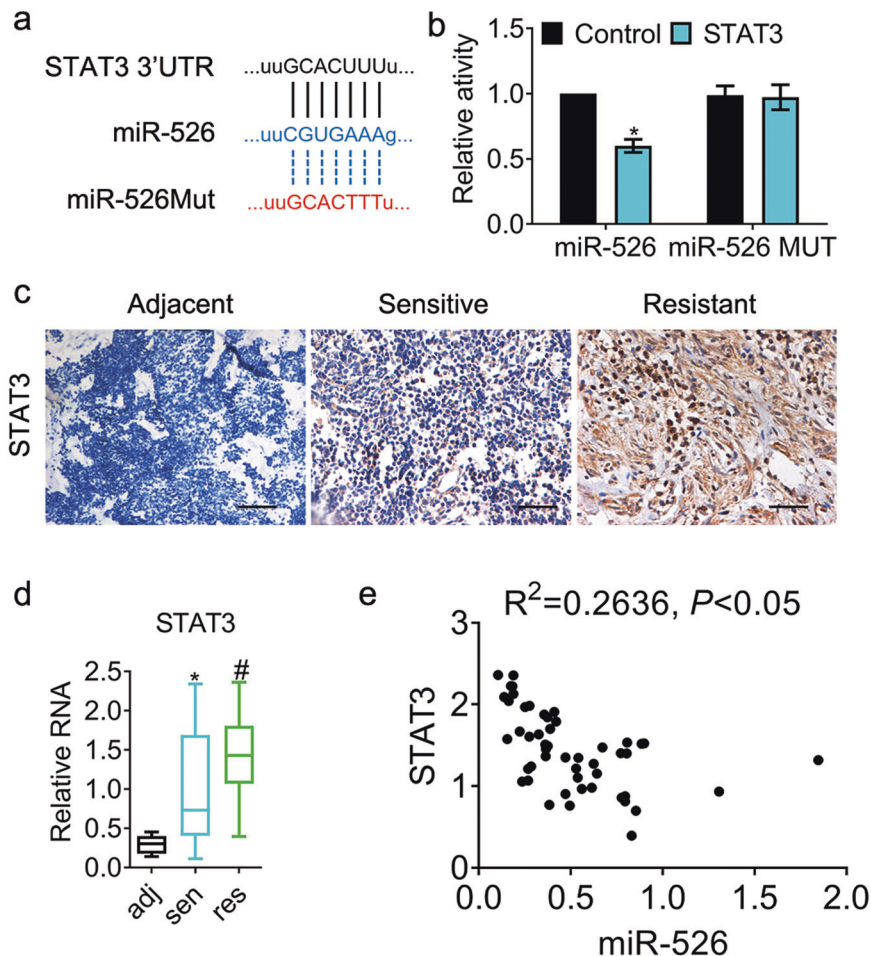 a
STAT3 3'UTR ...uuGCACUUUu...
miR-526 ...uuCGUGAAAg...
miR-526Mut ...uuGCACTTTu...
b
Control STAT3
Relative ativity
1.5
1.0
0.5
0.0
*
miR-526 miR-526 MUT
c
Adjacent Sensitive Resistant
STAT3
d
STAT3
Relative RNA
2.5
2.0
1.5
1.0
0.5
0.0
* #
adj sen res
e
R²=0.2636, P<0.05
STAT3
3
2
1
0
0.0 0.5 1.0 1.5 2.0
miR-526